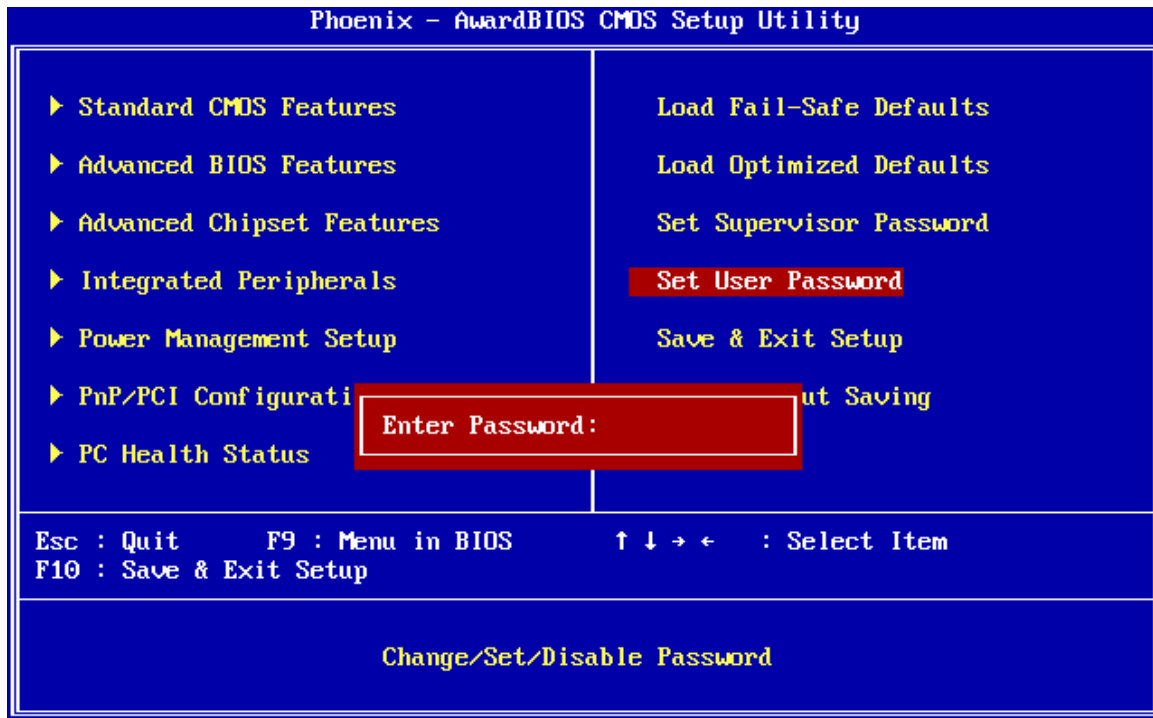 Phoenix - AwardBIOS CMOS Setup Utility
Standard CMOS Features
Advanced BIOS Features
Advanced Chipset Features
Integrated Peripherals
Power Management Setup
PnP/PCI Configurati
PC Health Status
Load Fail-Safe Defaults
Load Optimized Defaults
Set Supervisor Password
Set User Password
Save & Exit Setup
ut Saving
Enter Password:
Esc : Quit F9 : Menu in BIOS ↑ ↓ → ← : Select Item
F10 : Save & Exit Setup
Change/Set/Disable Password